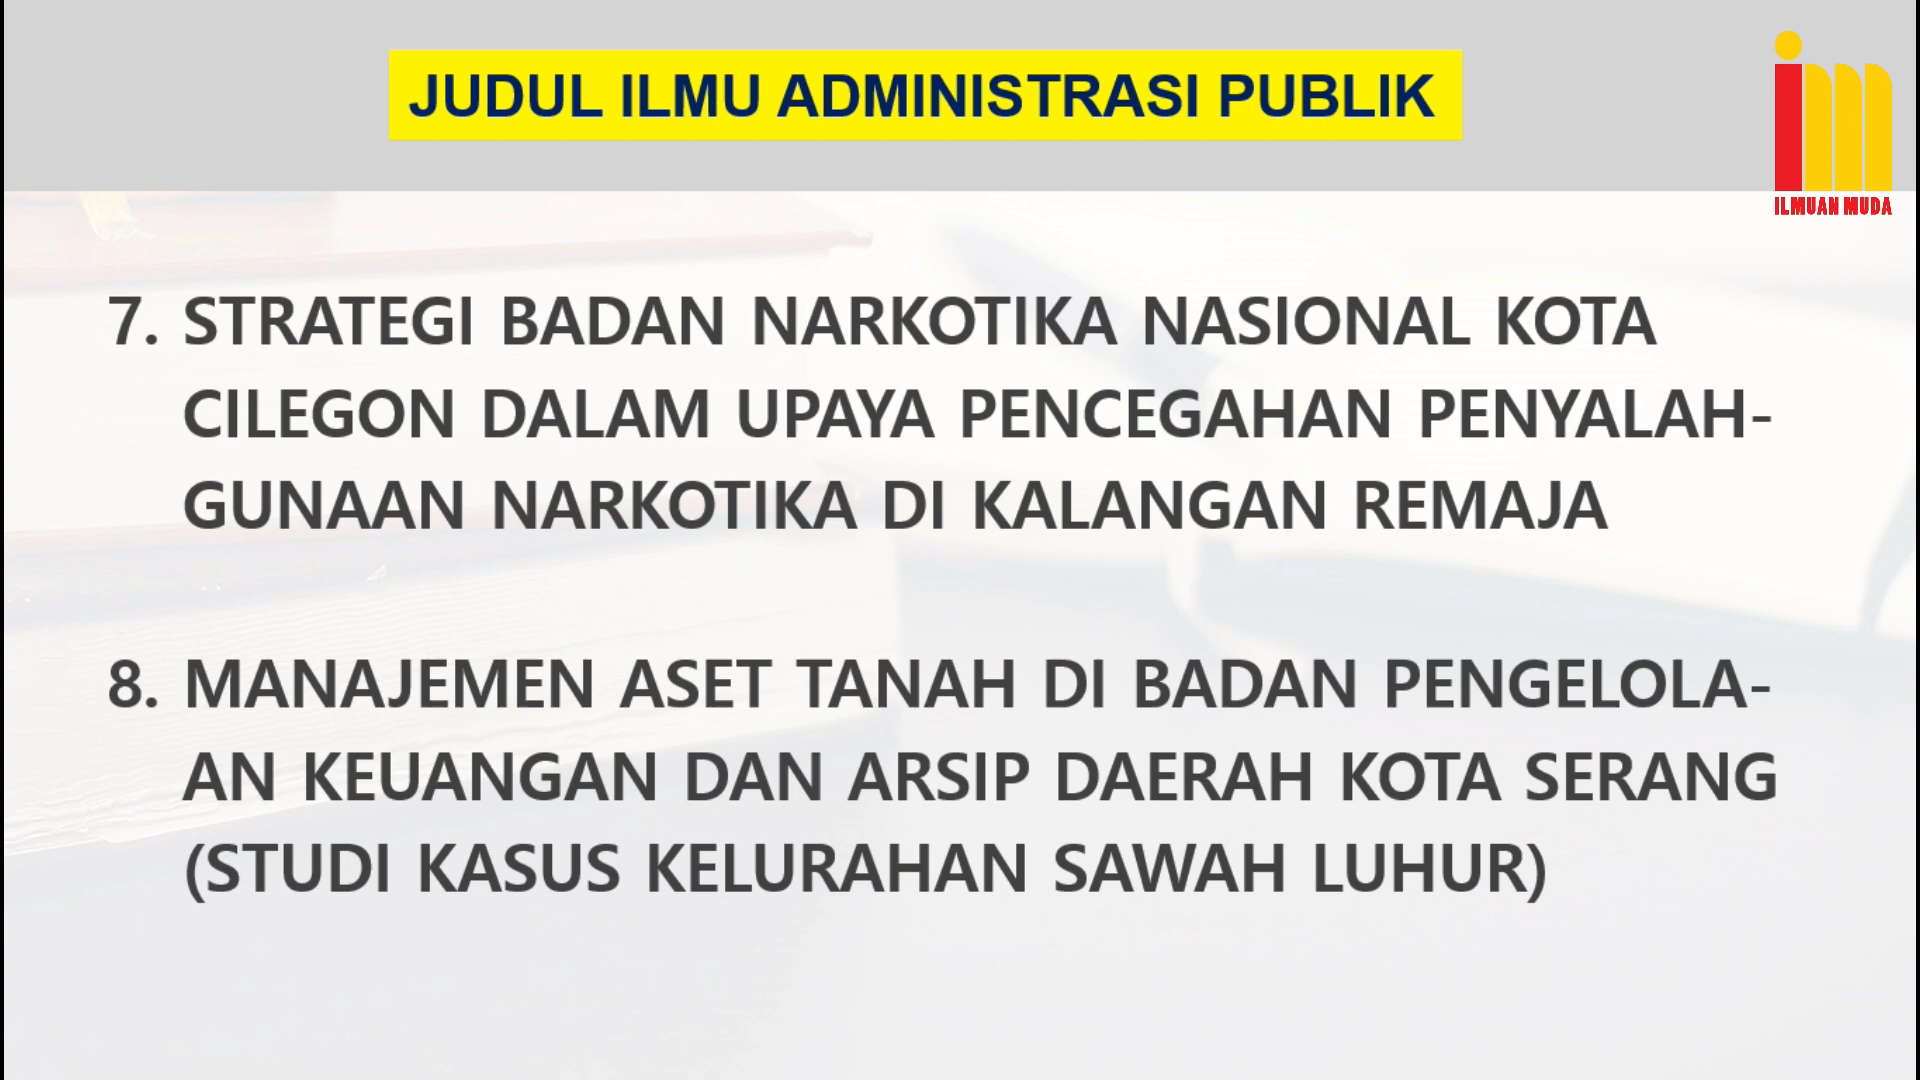 JUDUL ILMU ADMINISTRASI PUBLIK
ILMUAN MUDA
7. STRATEGI BADAN NARKOTIKA NASIONAL KOTA
CILEGON DALAM UPAYA PENCEGAHAN PENYALAH-
GUNAAN NARKOTIKA DI KALANGAN REMAJA
8. MANAJEMEN ASET TANAH DI BADAN PENGELOLA-
AN KEUANGAN DAN ARSIP DAERAH KOTA SERANG
(STUDI KASUS KELURAHAN SAWAH LUHUR)